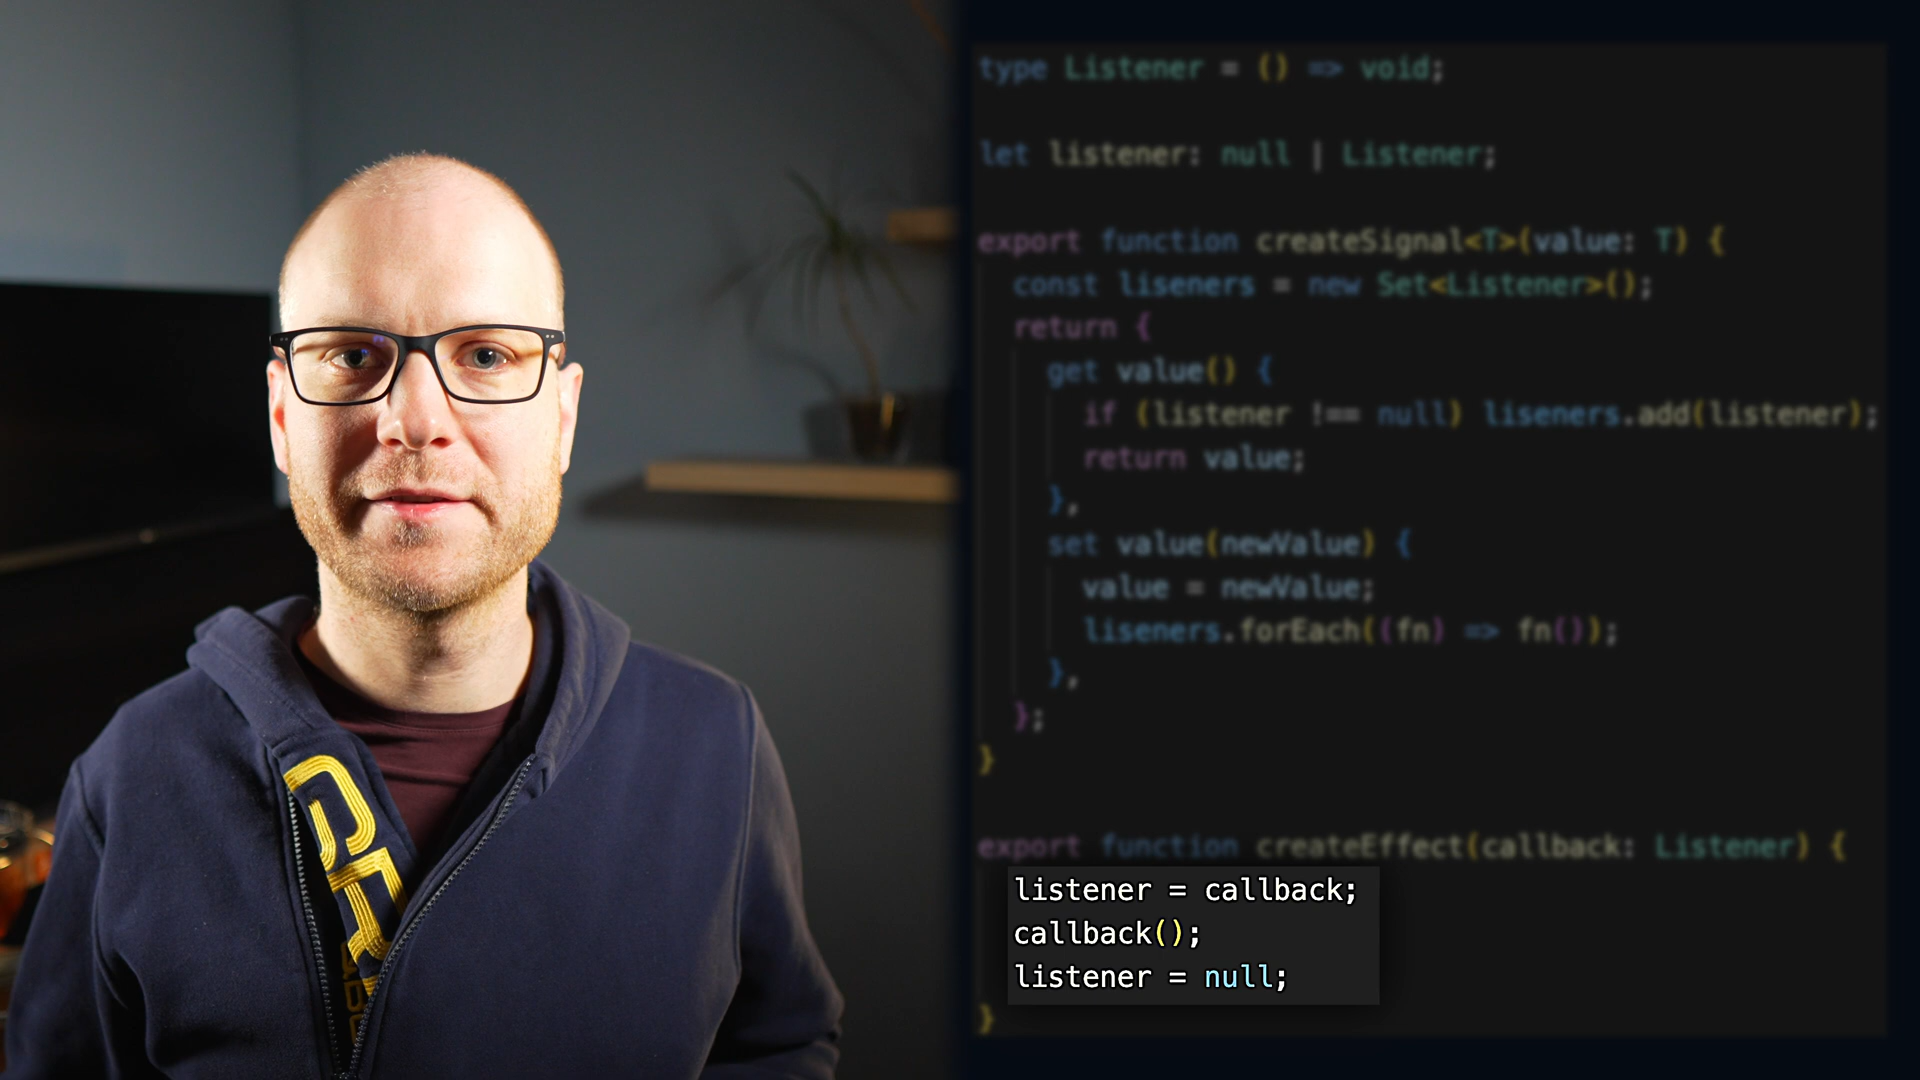 type Listener = () => void;
let listener: null | Listener;
export function createSignal<T>(value: T) {
const liseners = new Set<Listener>();
return {
get value() {
if (listener !== null) liseners.add(listener);
return value;
},
set value(newValue) {
value = newValue;
liseners.forEach((fn) => fn());
},
};
}
export function createEffect(callback: Listener) {
listener = callback;
callback();
listener = null;
}